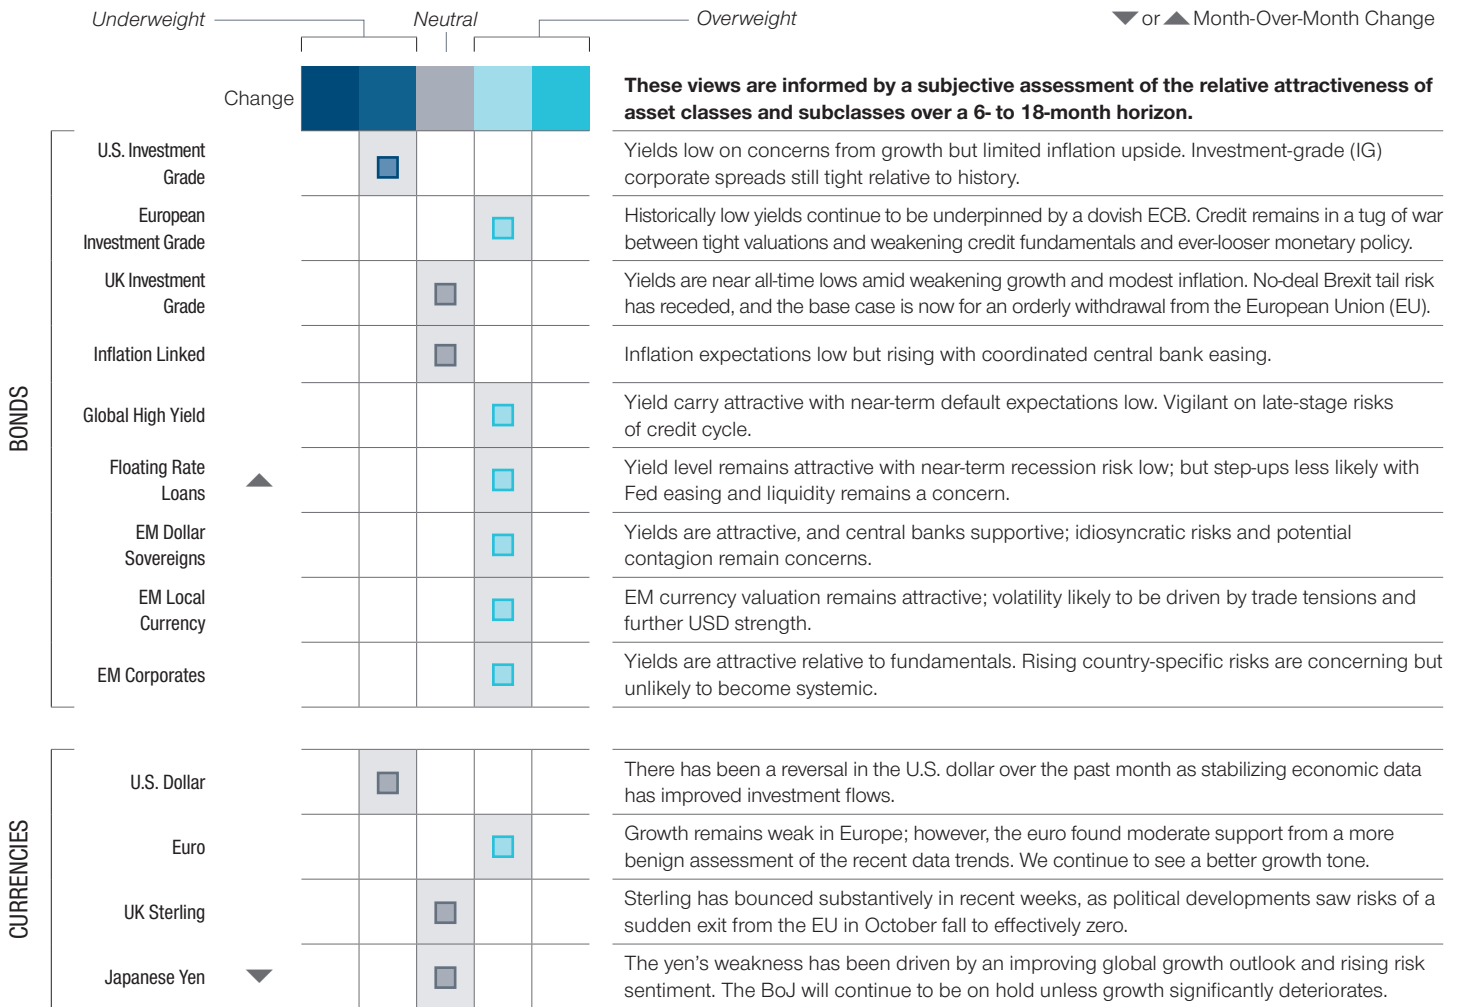 Underweight
Neutral
Overweight
or Month-Over-Month Change
Change
These views are informed by a subjective assessment of the relative attractiveness of
asset classes and subclasses over a 6- to 18-month horizon.
BONDS
U.S. Investment
Grade
Yields low on concerns from growth but limited inflation upside. Investment-grade (IG)
corporate spreads still tight relative to history.
European
Investment Grade
Historically low yields continue to be underpinned by a dovish ECB. Credit remains in a tug of war
between tight valuations and weakening credit fundamentals and ever-looser monetary policy.
UK Investment
Grade
Yields are near all-time lows amid weakening growth and modest inflation. No-deal Brexit tail risk
has receded, and the base case is now for an orderly withdrawal from the European Union (EU).
Inflation Linked
Inflation expectations low but rising with coordinated central bank easing.
Global High Yield
Yield carry attractive with near-term default expectations low. Vigilant on late-stage risks
of credit cycle.
Floating Rate
Loans
Yield level remains attractive with near-term recession risk low; but step-ups less likely with
Fed easing and liquidity remains a concern.
EM Dollar
Sovereigns
Yields are attractive, and central banks supportive; idiosyncratic risks and potential
contagion remain concerns.
EM Local
Currency
EM currency valuation remains attractive; volatility likely to be driven by trade tensions and
further USD strength.
EM Corporates
Yields are attractive relative to fundamentals. Rising country-specific risks are concerning but
unlikely to become systemic.
CURRENCIES
U.S. Dollar
There has been a reversal in the U.S. dollar over the past month as stabilizing economic data
has improved investment flows.
Euro
Growth remains weak in Europe; however, the euro found moderate support from a more
benign assessment of the recent data trends. We continue to see a better growth tone.
UK Sterling
Sterling has bounced substantively in recent weeks, as political developments saw risks of a
sudden exit from the EU in October fall to effectively zero.
Japanese Yen
The yen’s weakness has been driven by an improving global growth outlook and rising risk
sentiment. The BoJ will continue to be on hold unless growth significantly deteriorates.